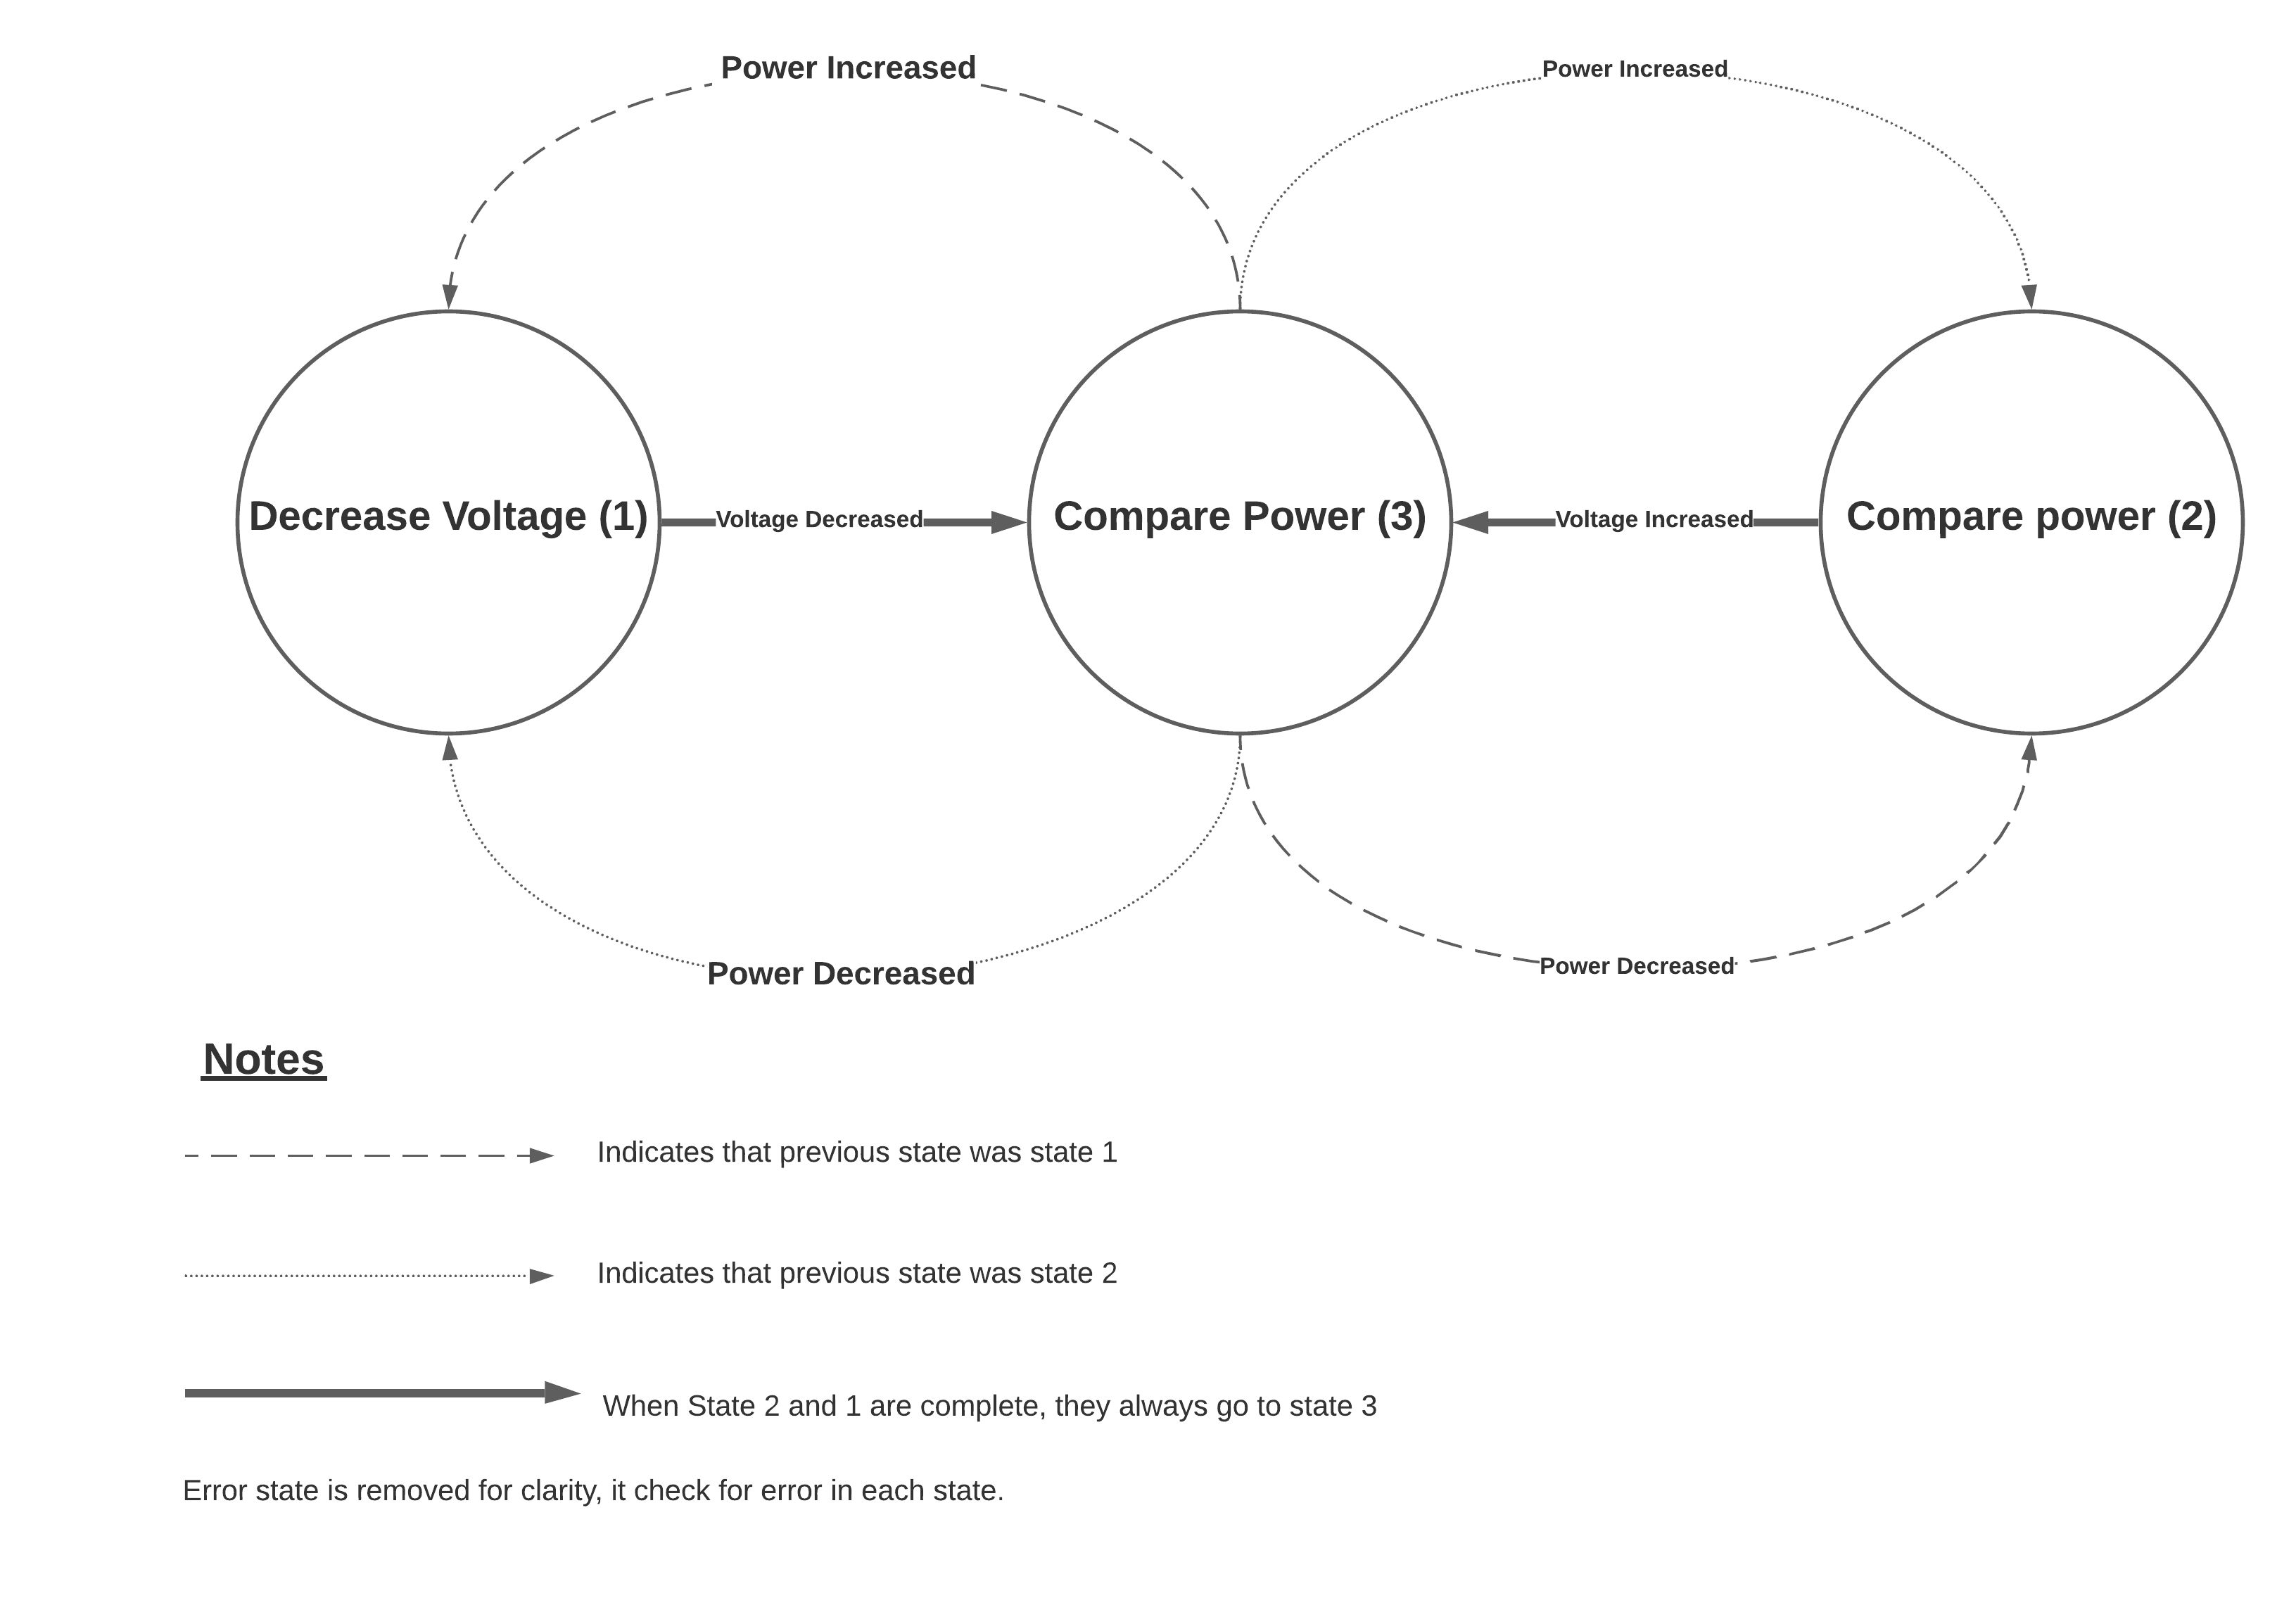 Power Increased
Power Increased
Decrease Voltage (1)
Voltage Decreased
Compare Power (3)
Voltage Increased
Compare power (2)
Power Decreased
Power Decreased
Notes
Indicates that previous state was state 1
Indicates that previous state was state 2
When State 2 and 1 are complete, they always go to state 3
Error state is removed for clarity, it check for error in each state.